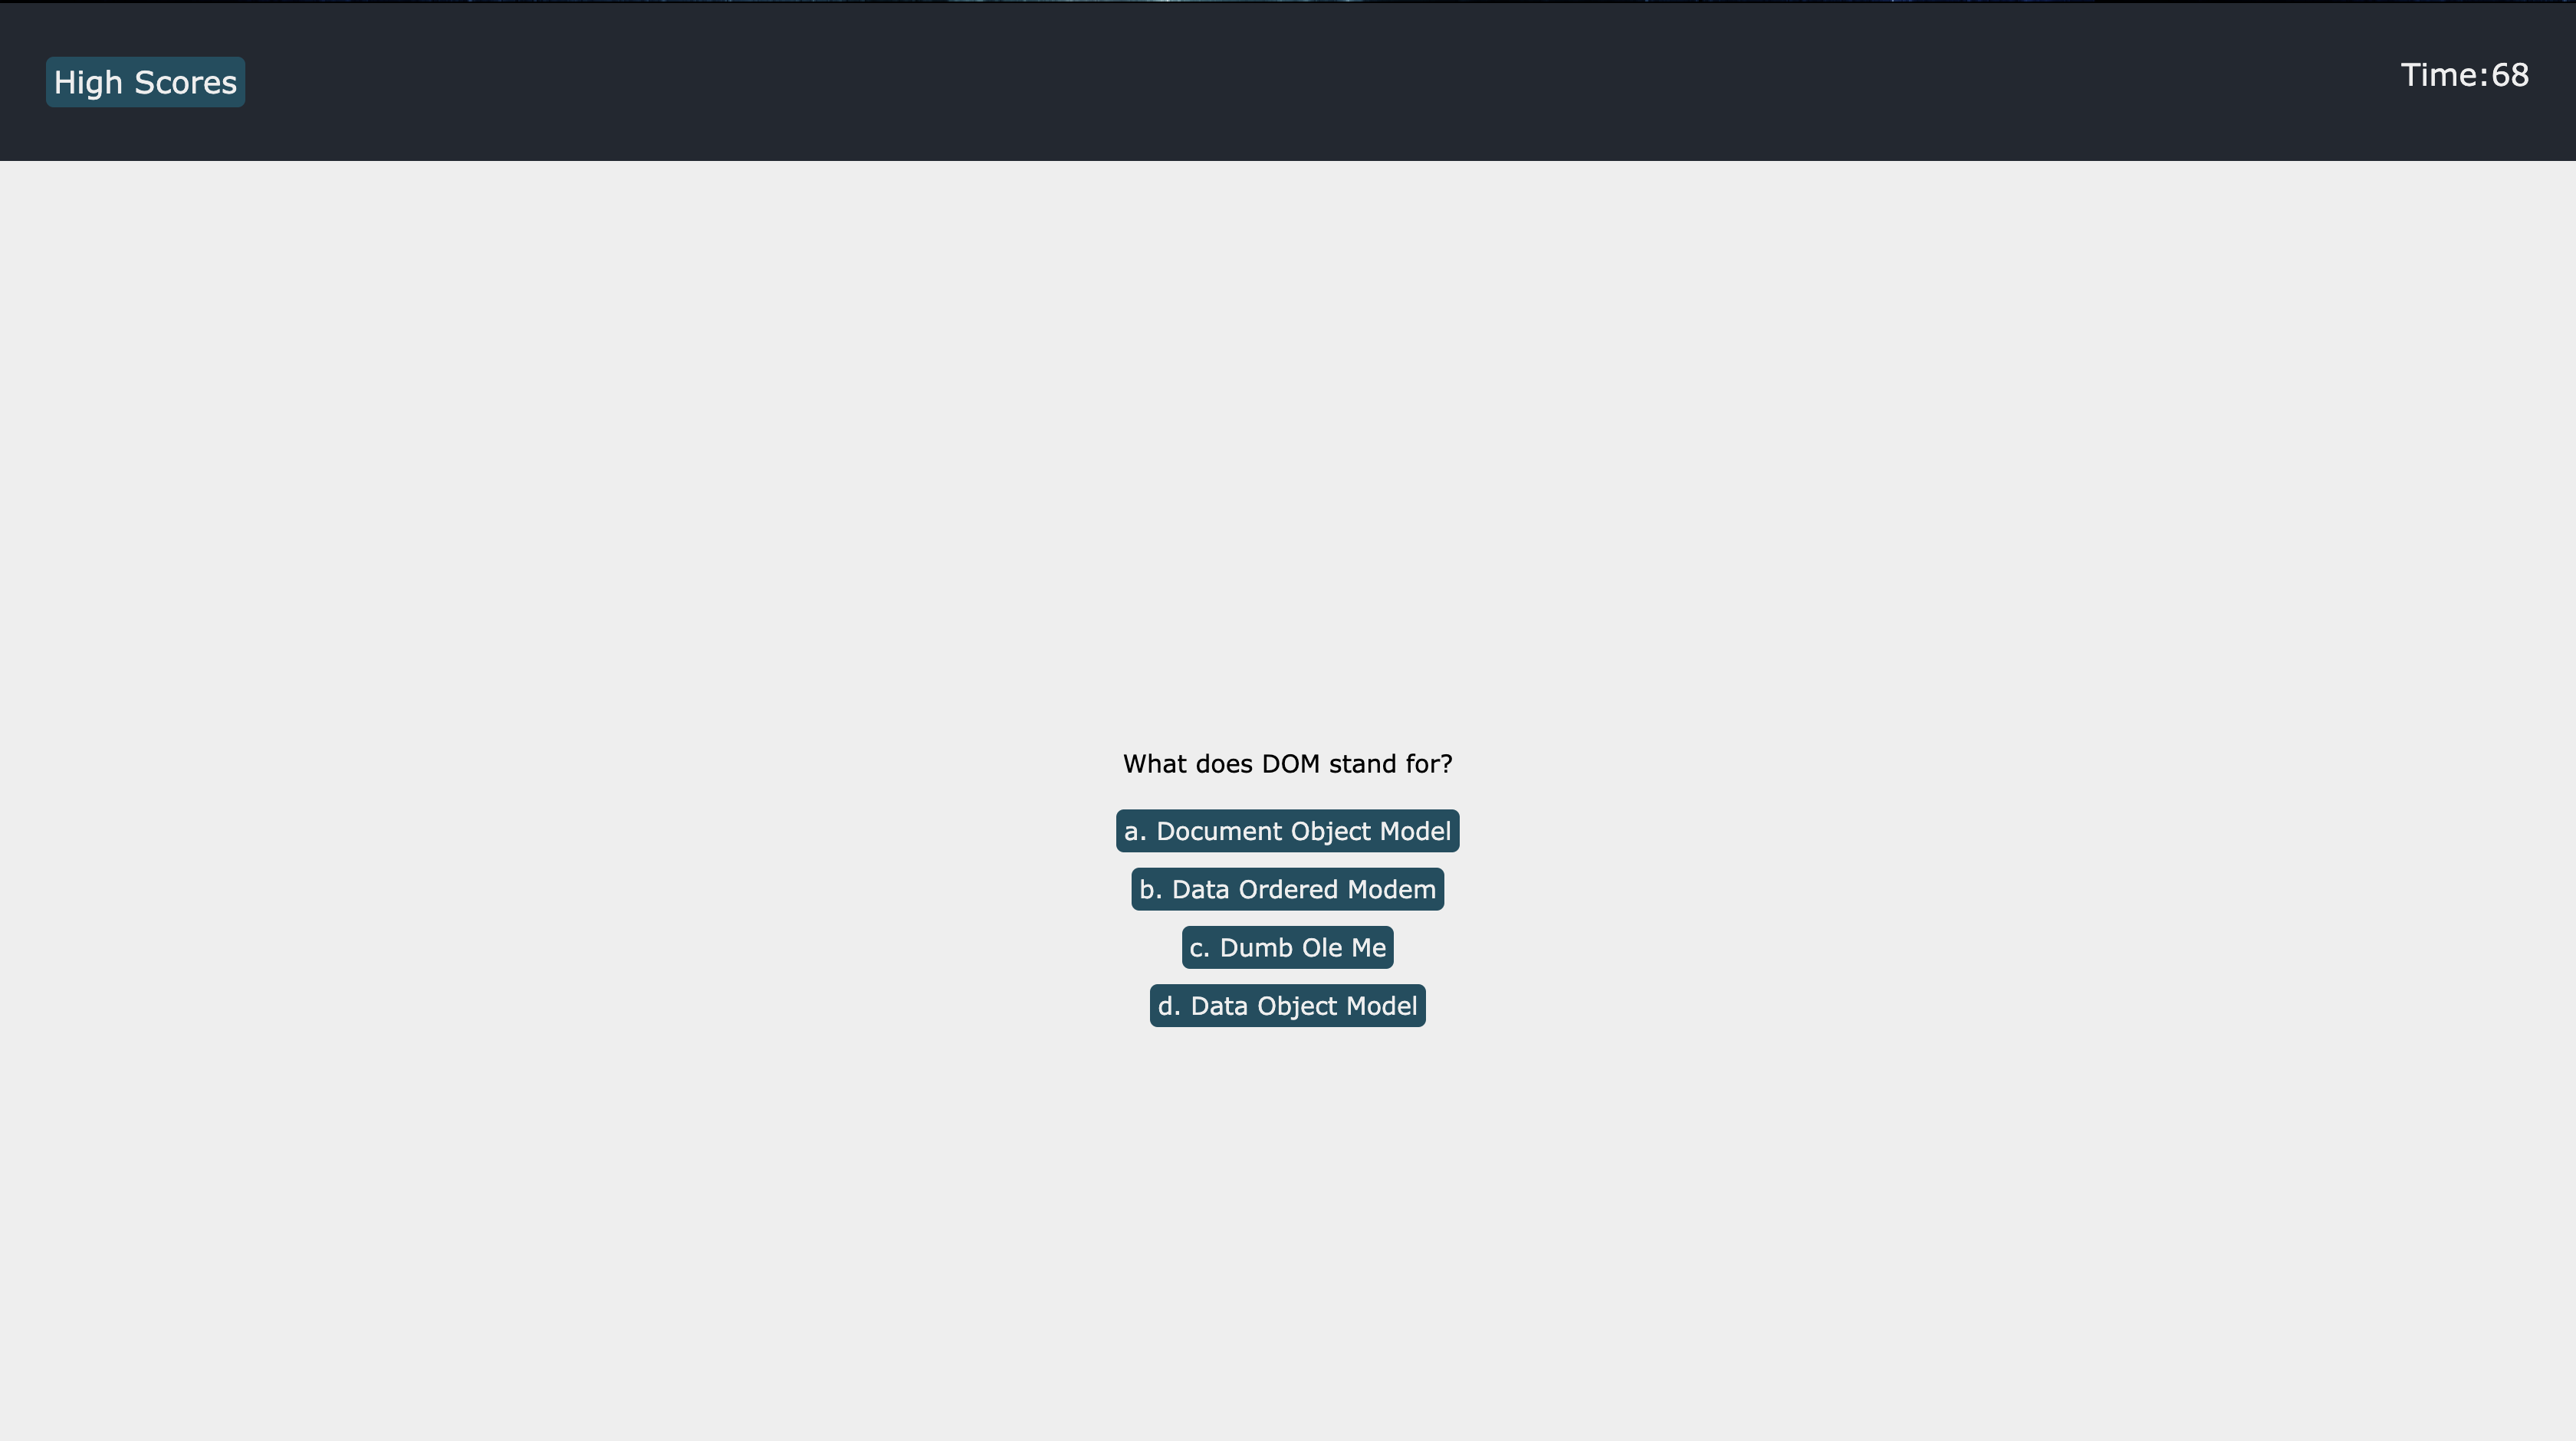 High Scores
Time:68
What does DOM stand for?
a. Document Object Model
b. Data Ordered Modem
c. Dumb Ole Me
d. Data Object Model